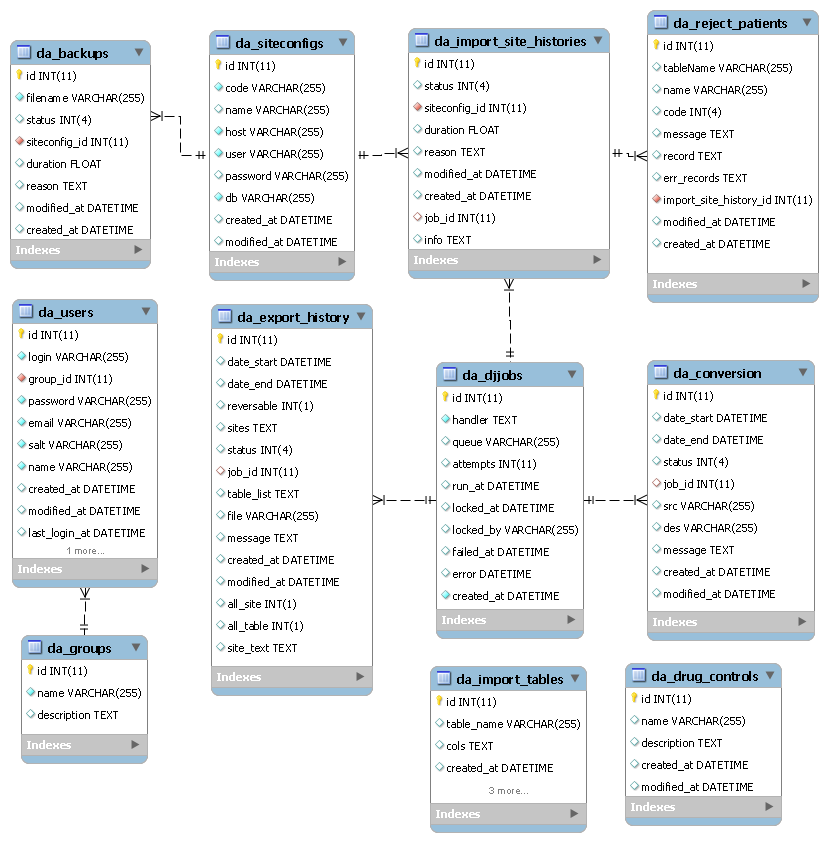 da_backups
id INT(11)
filename VARCHAR(255)
status INT(4)
siteconfig_id INT(11)
duration FLOAT
reason TEXT
modified_at DATETIME
created_at DATETIME
Indexes
da_siteconfigs
id INT(11)
code VARCHAR(255)
name VARCHAR(255)
host VARCHAR(255)
user VARCHAR(255)
password VARCHAR(255)
db VARCHAR(255)
created_at DATETIME
modified_at DATETIME
Indexes
da_import_site_histories
id INT(11)
status INT(4)
siteconfig_id INT(11)
duration FLOAT
reason TEXT
modified_at DATETIME
created_at DATETIME
job_id INT(11)
info TEXT
Indexes
da_reject_patients
id INT(11)
tableName VARCHAR(255)
name VARCHAR(255)
code INT(4)
message TEXT
record TEXT
err_records TEXT
import_site_history_id INT(11)
modified_at DATETIME
created_at DATETIME
Indexes
da_users
id INT(11)
login VARCHAR(255)
group_id INT(11)
password VARCHAR(255)
email VARCHAR(255)
salt VARCHAR(255)
name VARCHAR(255)
created_at DATETIME
modified_at DATETIME
last_login_at DATETIME
1 more...
Indexes
da_export_history
id INT(11)
date_start DATETIME
date_end DATETIME
reversable INT(1)
sites TEXT
status INT(4)
job_id INT(11)
table_list TEXT
file VARCHAR(255)
message TEXT
created_at DATETIME
modified_at DATETIME
all_site INT(1)
all_table INT(1)
site_text TEXT
Indexes
da_djjobs
id INT(11)
handler TEXT
queue VARCHAR(255)
attempts INT(11)
run_at DATETIME
locked_at DATETIME
locked_by VARCHAR(255)
failed_at DATETIME
error DATETIME
created_at DATETIME
Indexes
da_conversion
id INT(11)
date_start DATETIME
date_end DATETIME
status INT(4)
job_id INT(11)
src VARCHAR(255)
des VARCHAR(255)
message TEXT
created_at DATETIME
modified_at DATETIME
Indexes
da_groups
id INT(11)
name VARCHAR(255)
description TEXT
Indexes
da_import_tables
id INT(11)
table_name VARCHAR(255)
cols TEXT
created_at DATETIME
3 more...
Indexes
da_drug_controls
id INT(11)
name VARCHAR(255)
description TEXT
created_at DATETIME
modified_at DATETIME
Indexes